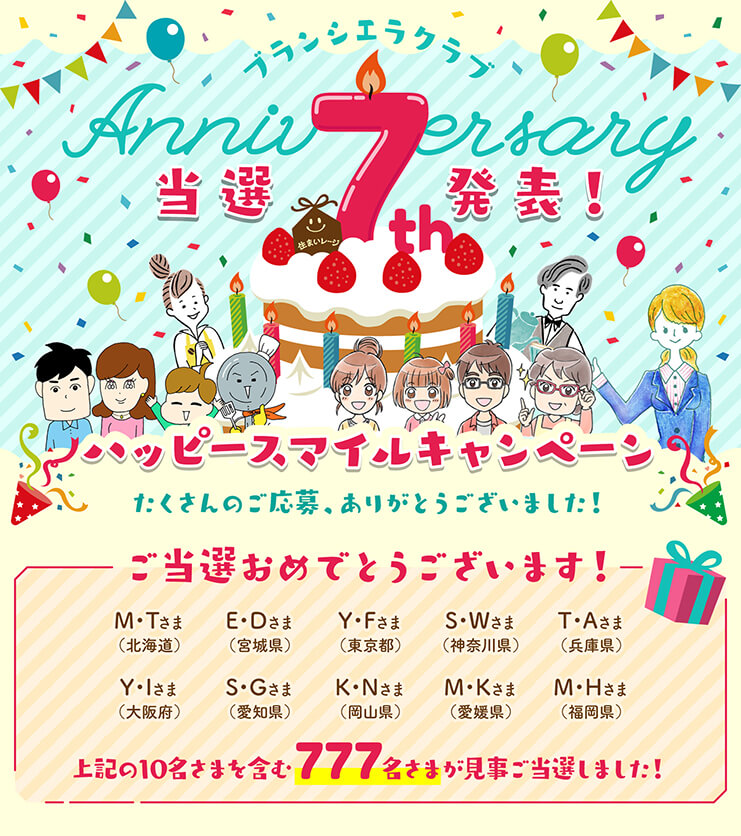 ブランシエラクラブ
Anniversary
7th
当選発表！
住まいレージ
ハッピースマイルキャンペーン
たくさんのご応募、ありがとうございました！
ご当選おめでとうございます！
M・Tさま E・Dさま Y・Fさま S・Wさま T・Aさま
（北海道） （宮城県） （東京都） （神奈川県） （兵庫県）
Y・Iさま S・Gさま K・Nさま M・Kさま M・Hさま
（大阪府） （愛知県） （岡山県） （愛媛県） （福岡県）
上記の10名さまを含む777名さまが見事ご当選しました！